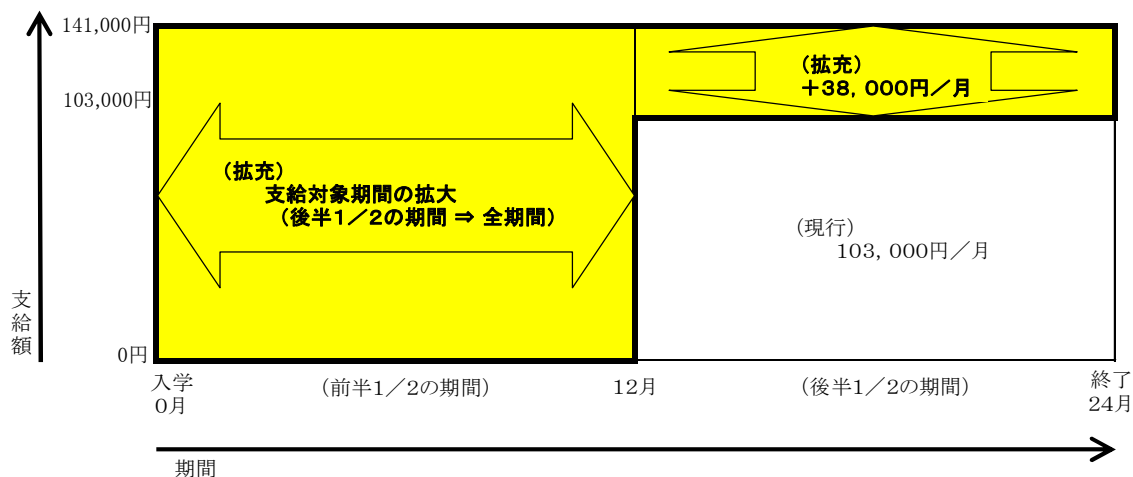 141,000円
(拡充)
+38,000円/月
103,000円
(拡充)
支給対象期間の拡大
(後半1/2の期間 ⇒ 全期間)
(現行)
103,000円/月
支給額
0円
入学
0月
(前半1/2の期間)
12月
(後半1/2の期間)
終了
24月
期間